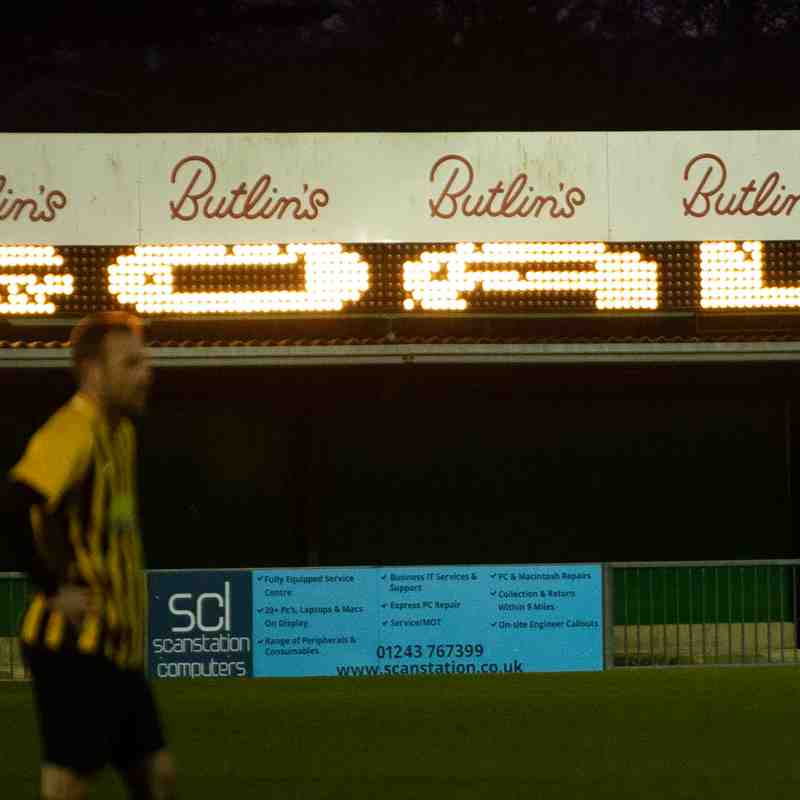 Butlin's Butlin's
GOAL
scl
scanstation
computers
✓Fully Equipped Service
Centre
✓20+ Pc's, Laptops & Macs
On Display
✓Range of Peripherals &
Consumables
✓Business IT Services &
Support
✓Express PC Repair
✓Service/MOT
✓PC & Macintosh Repairs
✓Collection & Return
Within 5 Miles
✓On-site Engineer Callouts
01243 767399
www.scanstation.co.uk